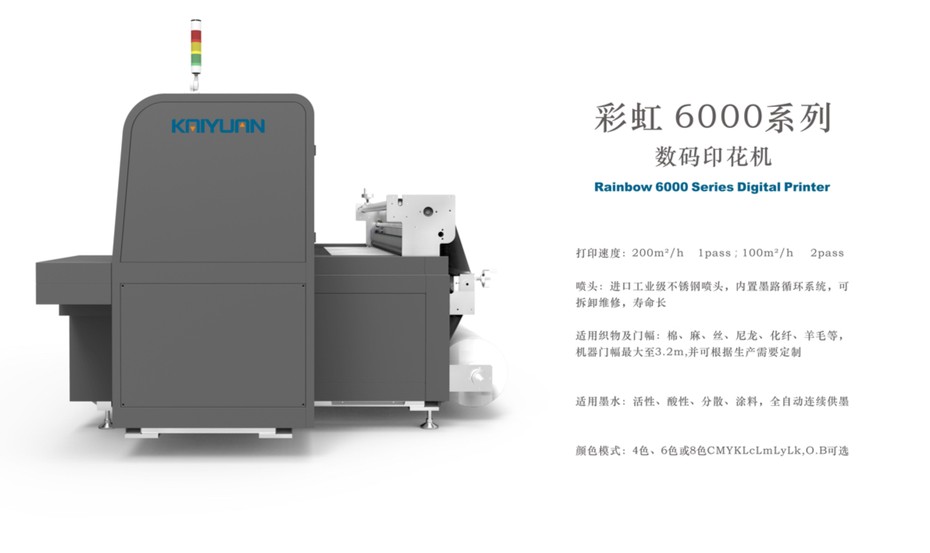 KAIYUAN
彩虹 6000系列
数码印花机
Rainbow 6000 Series Digital Printer
打印速度：200m²/h 1pass；100m²/h 2pass
喷头：进口工业级不锈钢喷头，内置墨路循环系统，可
拆卸维修，寿命长
适用织物及门幅：棉、麻、丝、尼龙、化纤、羊毛等，
机器门幅最大至3.2m,并可根据生产需要定制
适用墨水：活性、酸性、分散、涂料，全自动连续供墨
颜色模式：4色、6色或8色CMYKLcLmLyLk,O.B可选